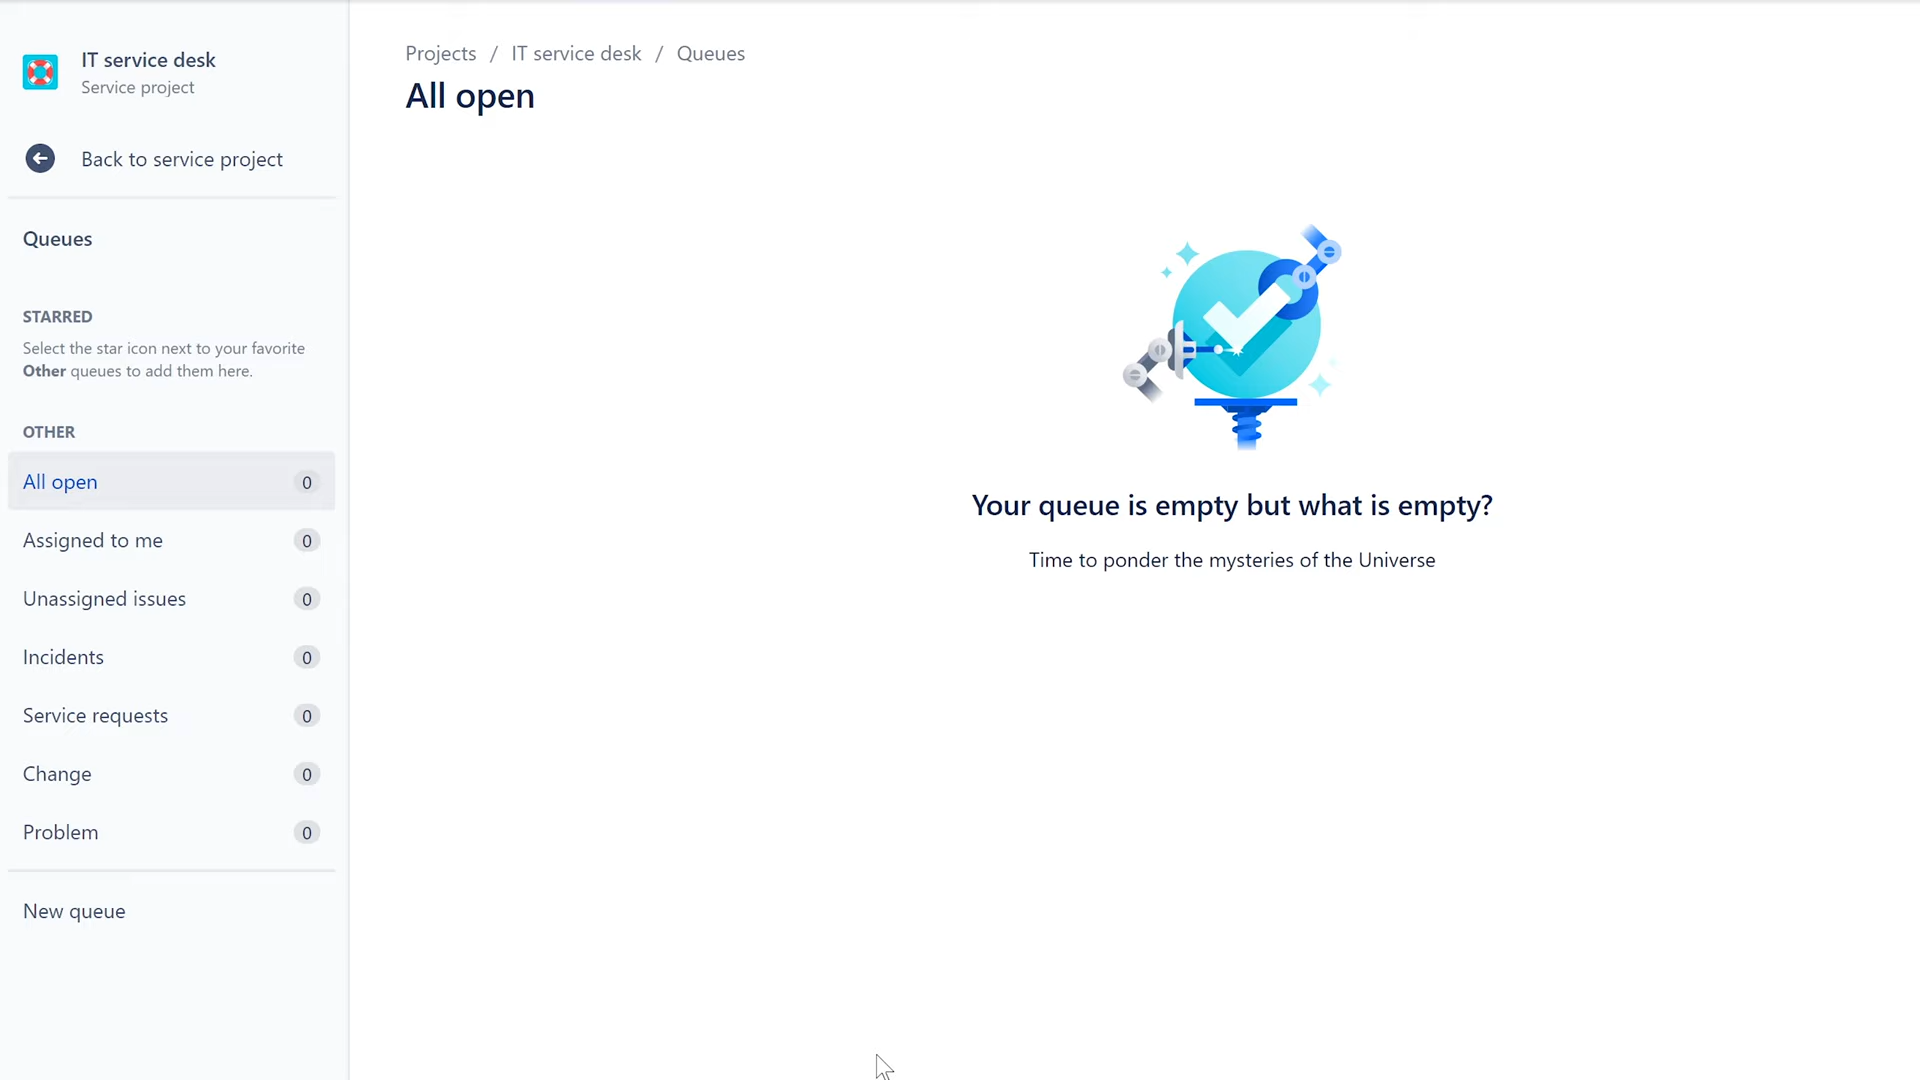 IT service desk
Service project
Back to service project
Queues
STARRED
Select the star icon next to your favorite
Other queues to add them here.
OTHER
All open 0
Assigned to me 0
Unassigned issues 0
Incidents 0
Service requests 0
Change 0
Problem 0
New queue
Projects / IT service desk / Queues
All open
Your queue is empty but what is empty?
Time to ponder the mysteries of the Universe